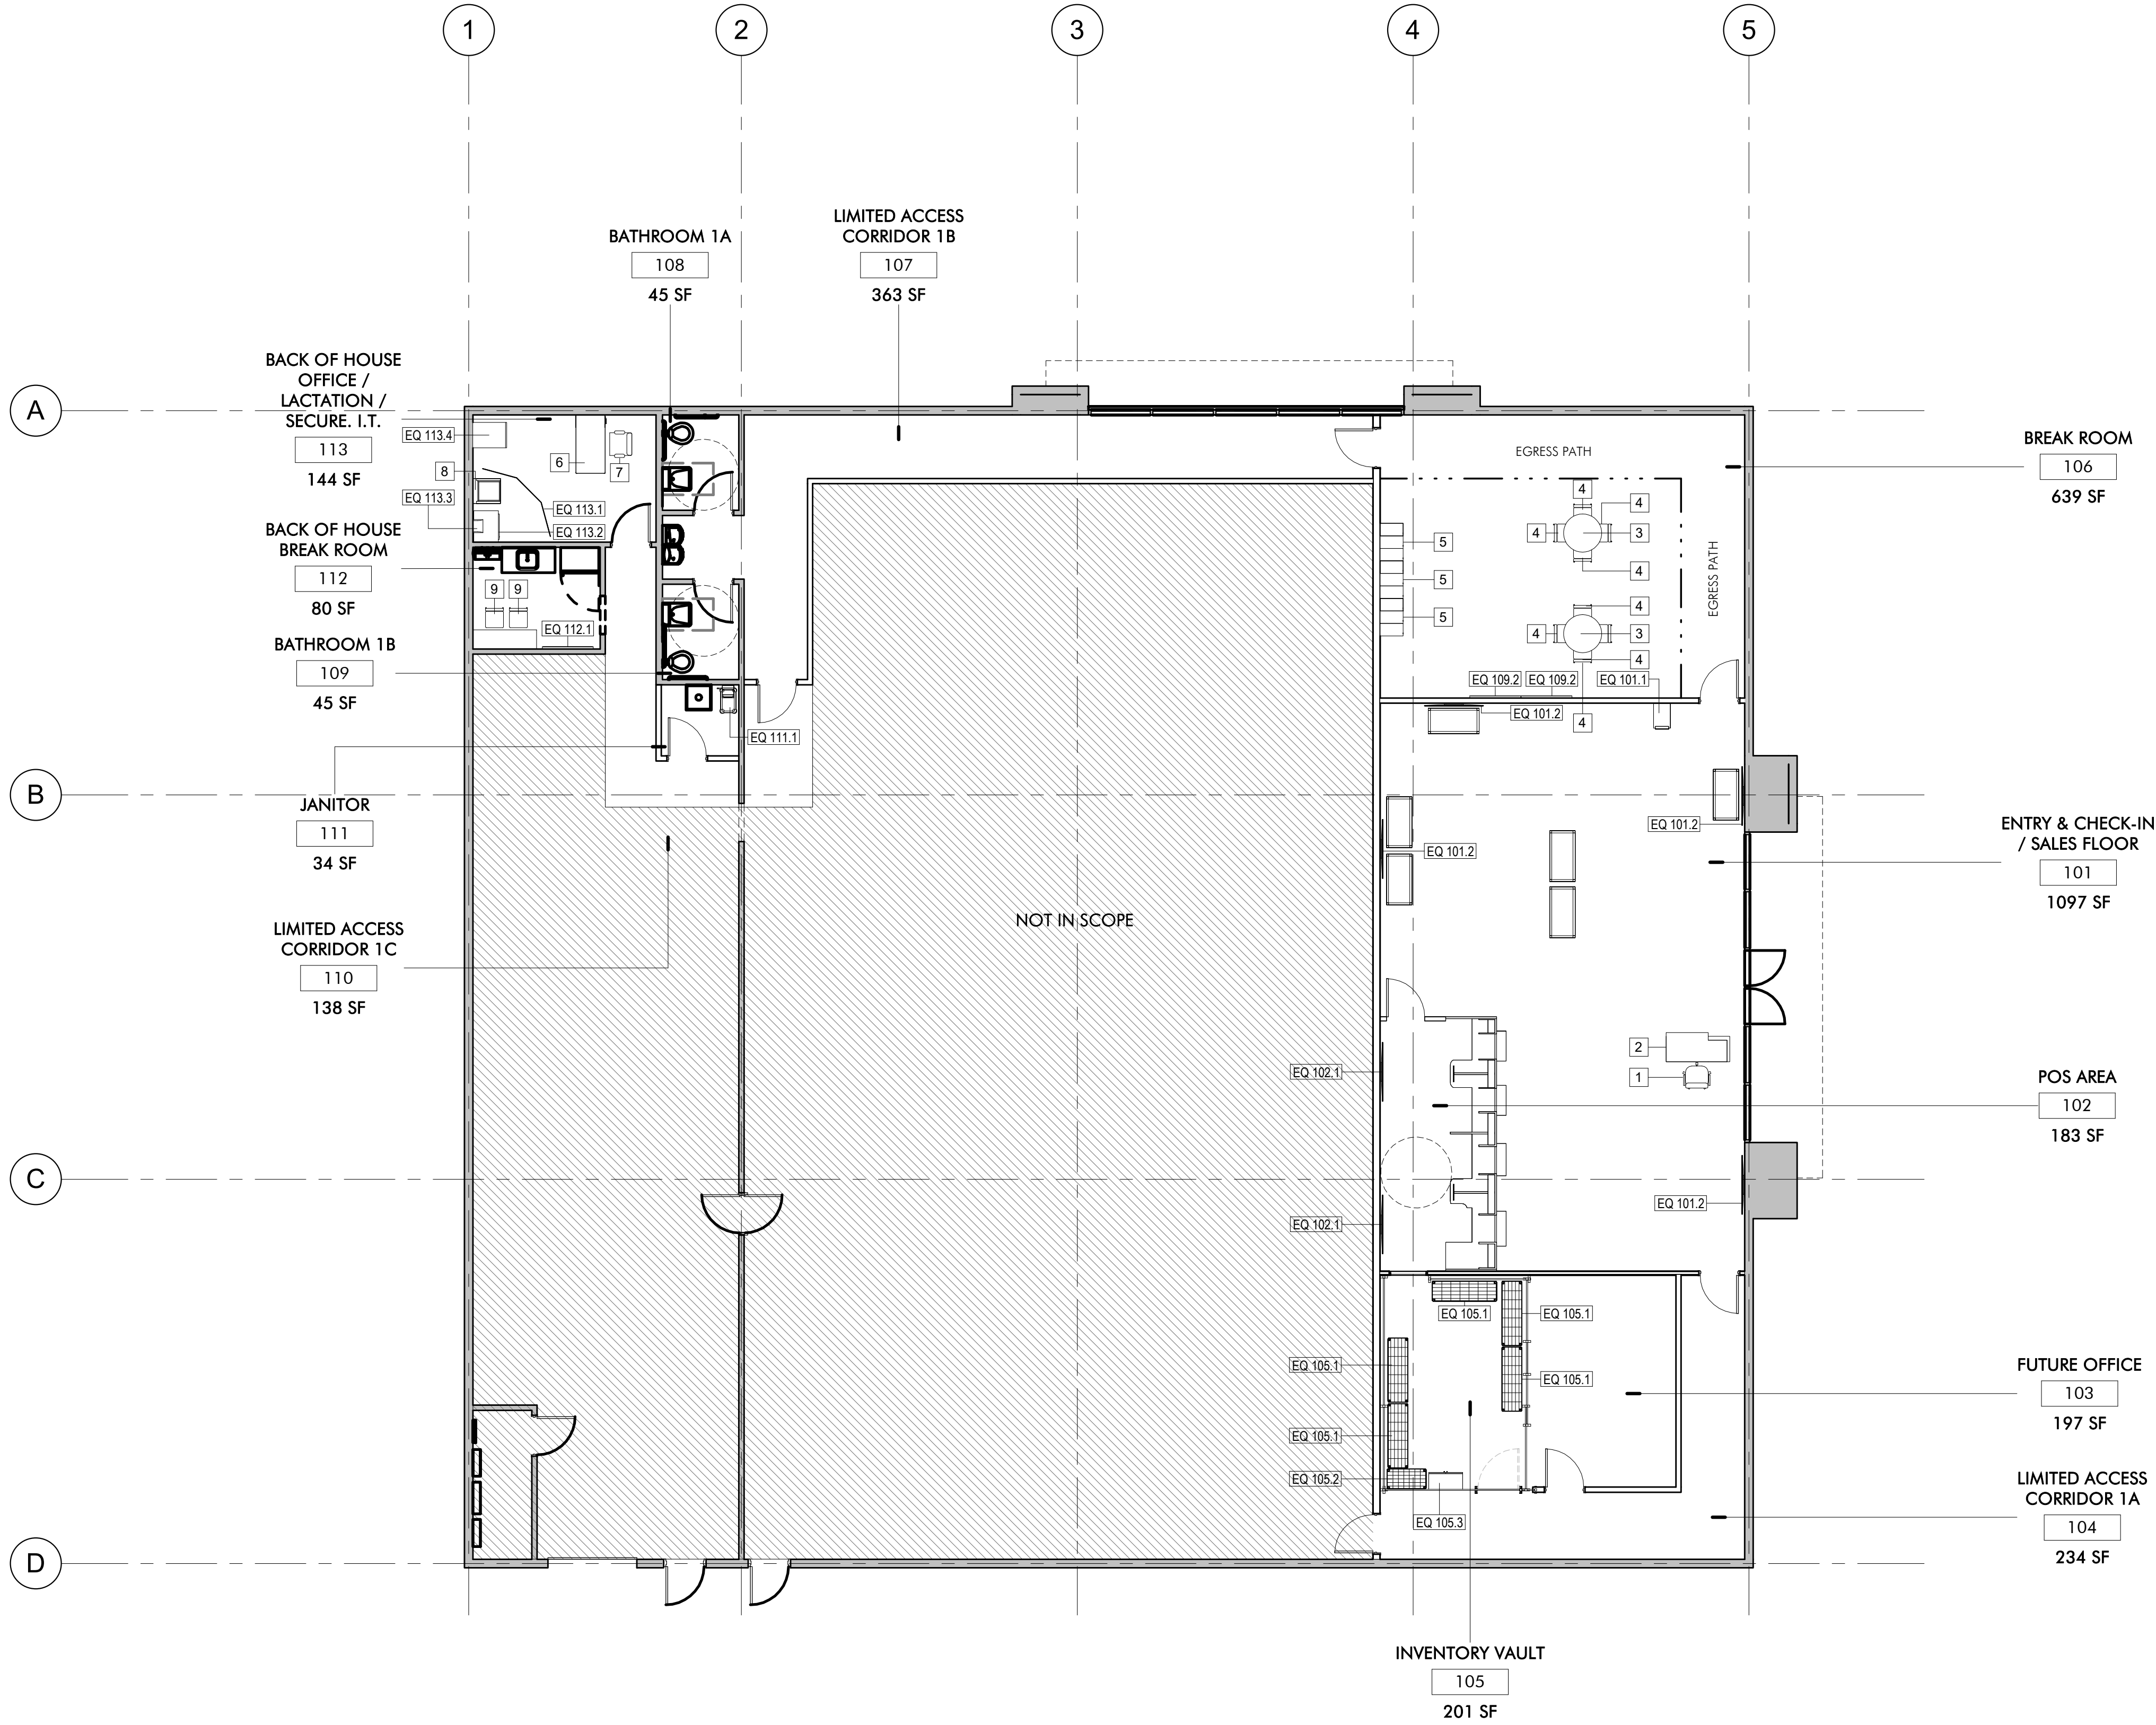 1
2
3
4
5
LIMITED ACCESS
CORRIDOR 1B
107
363 SF
BATHROOM 1A
108
45 SF
BACK OF HOUSE
OFFICE /
LACTATION /
SECURE. I.T.
113
144 SF
A
EQ 113.4
8
EQ 113.3
6
7
EQ 113.1
EQ 113.2
EGRESS PATH
BREAK ROOM
106
639 SF
4
4
4
3
4
5
5
5
EGRESS PATH
4
4
3
4
4
BACK OF HOUSE
BREAK ROOM
112
80 SF
9
9
EQ 112.1
BATHROOM 1B
109
45 SF
EQ 109.2
EQ 109.2
EQ 101.1
EQ 101.2
EQ 111.1
B
JANITOR
111
34 SF
EQ 101.2
EQ 101.2
ENTRY & CHECK-IN
/ SALES FLOOR
101
1097 SF
NOT IN SCOPE
LIMITED ACCESS
CORRIDOR 1C
110
138 SF
2
1
EQ 102.1
POS AREA
102
183 SF
C
EQ 101.2
EQ 102.1
EQ 105.1
EQ 105.1
EQ 105.1
EQ 105.1
EQ 105.1
EQ 105.2
EQ 105.3
FUTURE OFFICE
103
197 SF
LIMITED ACCESS
CORRIDOR 1A
104
234 SF
D
INVENTORY VAULT
105
201 SF